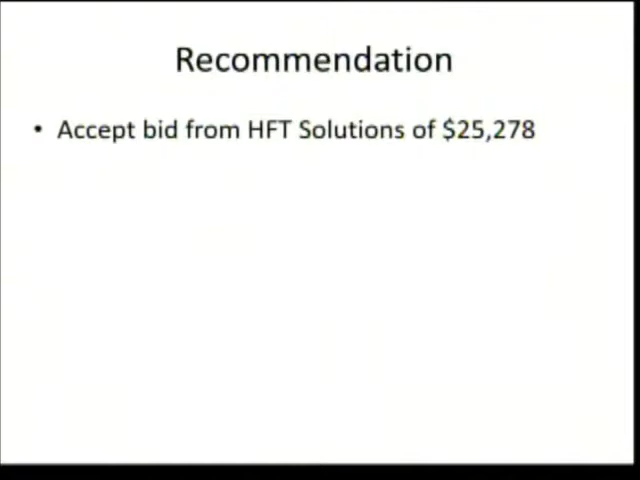 Recommendation
• Accept bid from HFT Solutions of $25,278